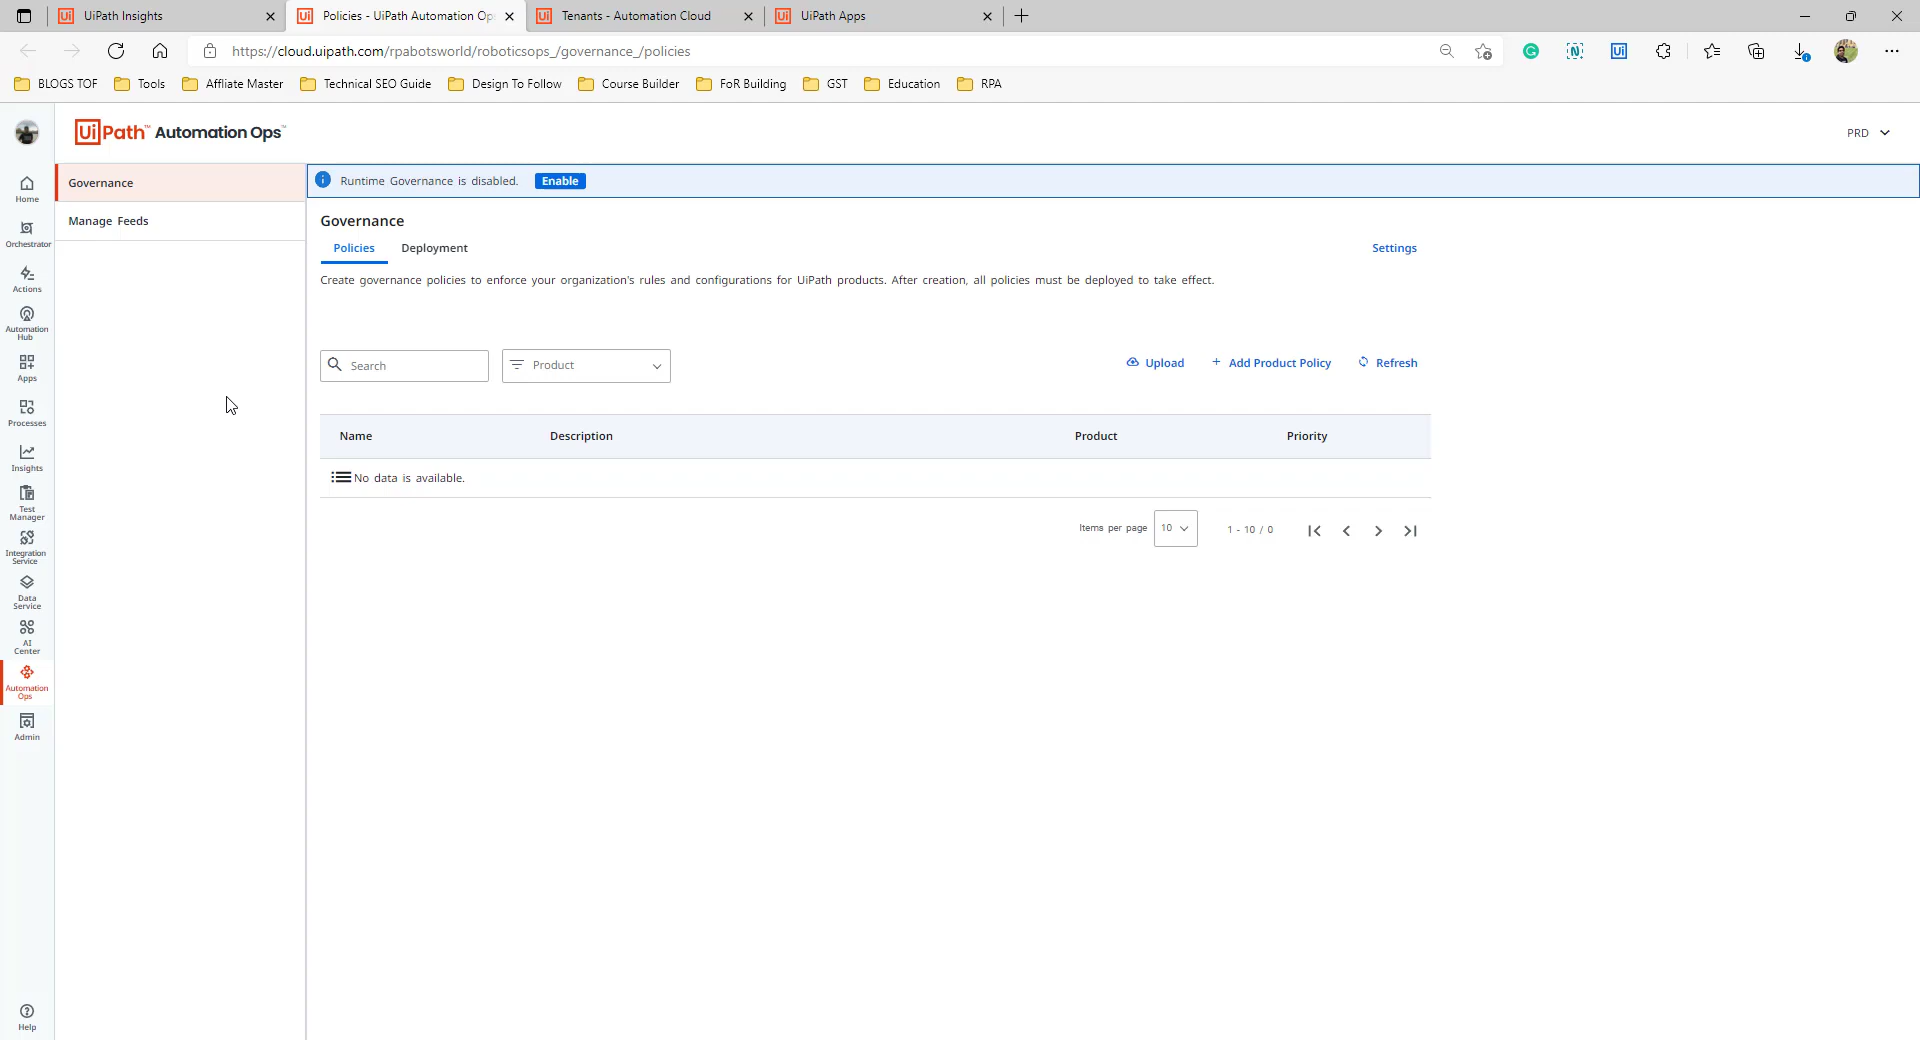 UiPath Insights
Policies - UiPath Automation Op
Tenants - Automation Cloud
UiPath Apps
https://cloud.uipath.com/rpabotsworld/roboticsops_/governance_/policies
BLOGS TOF
Tools
Affliate Master
Technical SEO Guide
Design To Follow
Course Builder
FoR Building
GST
Education
RPA
UiPath™ Automation Ops™
PRD
Home
Orchestrator
Actions
Automation
Hub
Apps
Processes
Insights
Test
Manager
Integration
Service
Data
Service
AI
Center
Automation
Ops
Admin
Help
Governance
Manage Feeds
Runtime Governance is disabled. Enable
Governance
Policies Deployment Settings
Create governance policies to enforce your organization's rules and configurations for UiPath products. After creation, all policies must be deployed to take effect.
Search Product Upload + Add Product Policy Refresh
Name Description Product Priority
No data is available.
Items per page 10 1 - 10 / 0